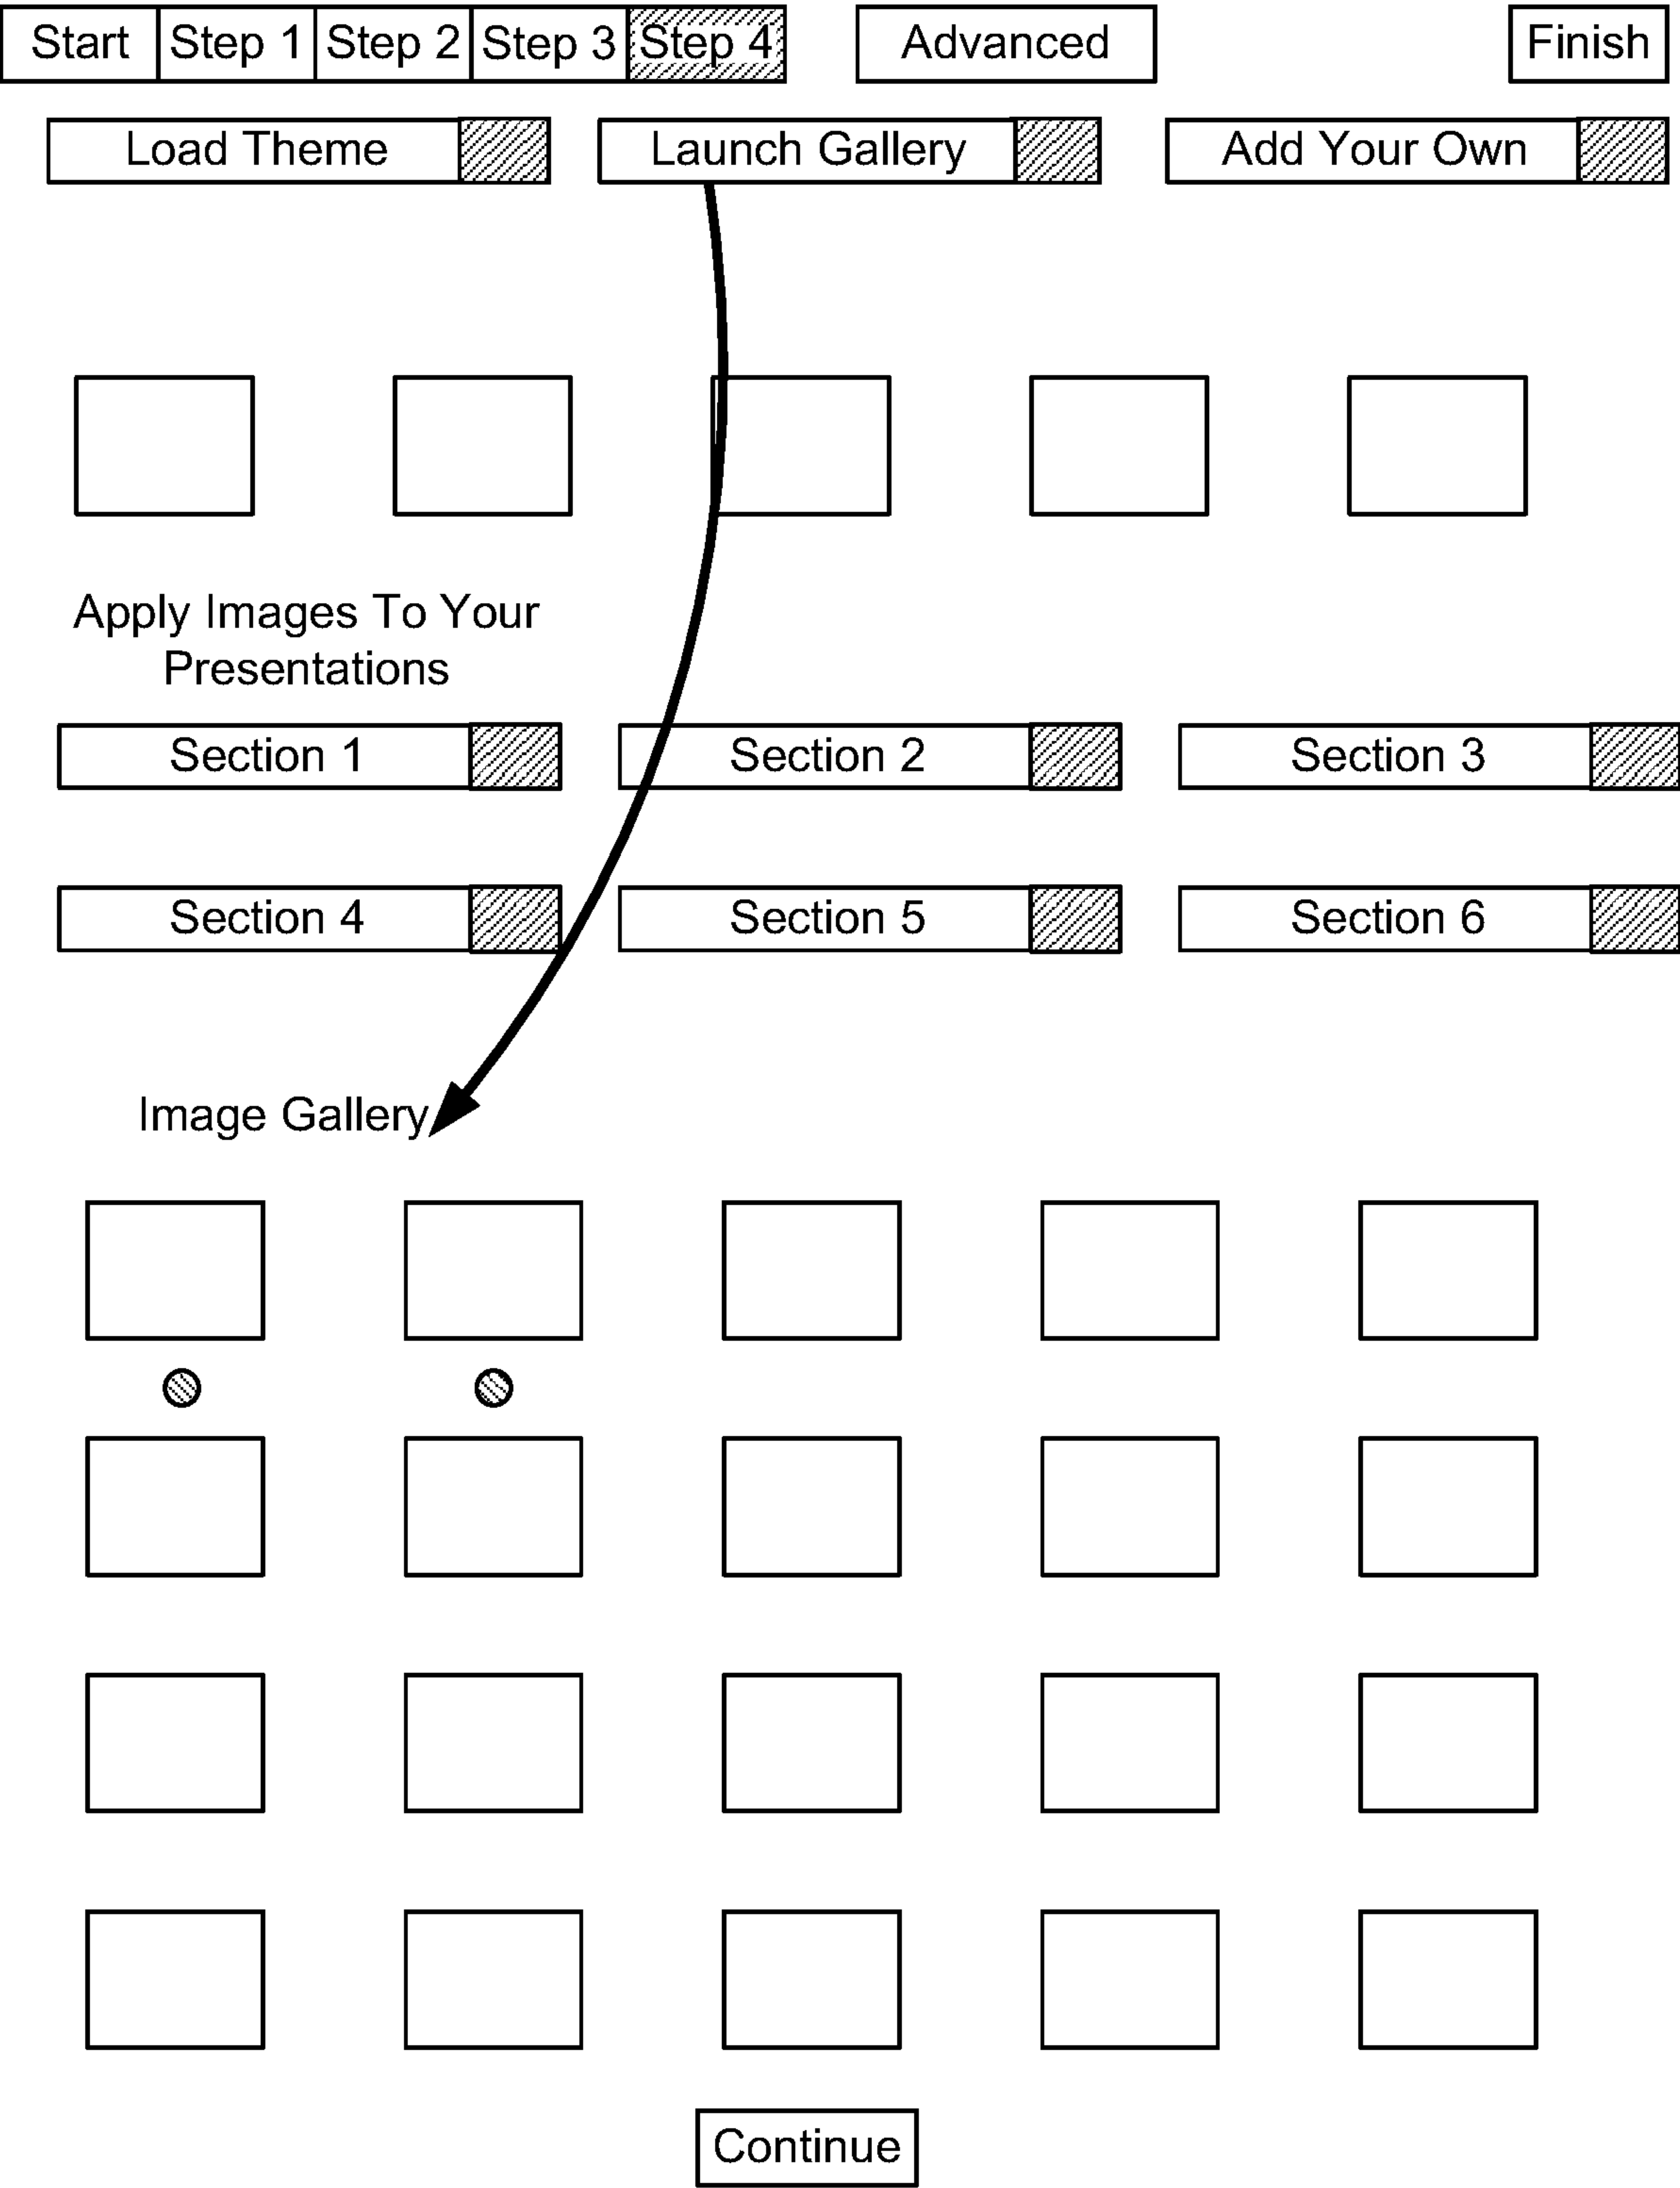 Start Step 1 Step 2 Step 3 Step 4 Advanced Finish
Load Theme Launch Gallery Add Your Own
Apply Images To Your
Presentations
Section 1 Section 2 Section 3
Section 4 Section 5 Section 6
Image Gallery
Continue